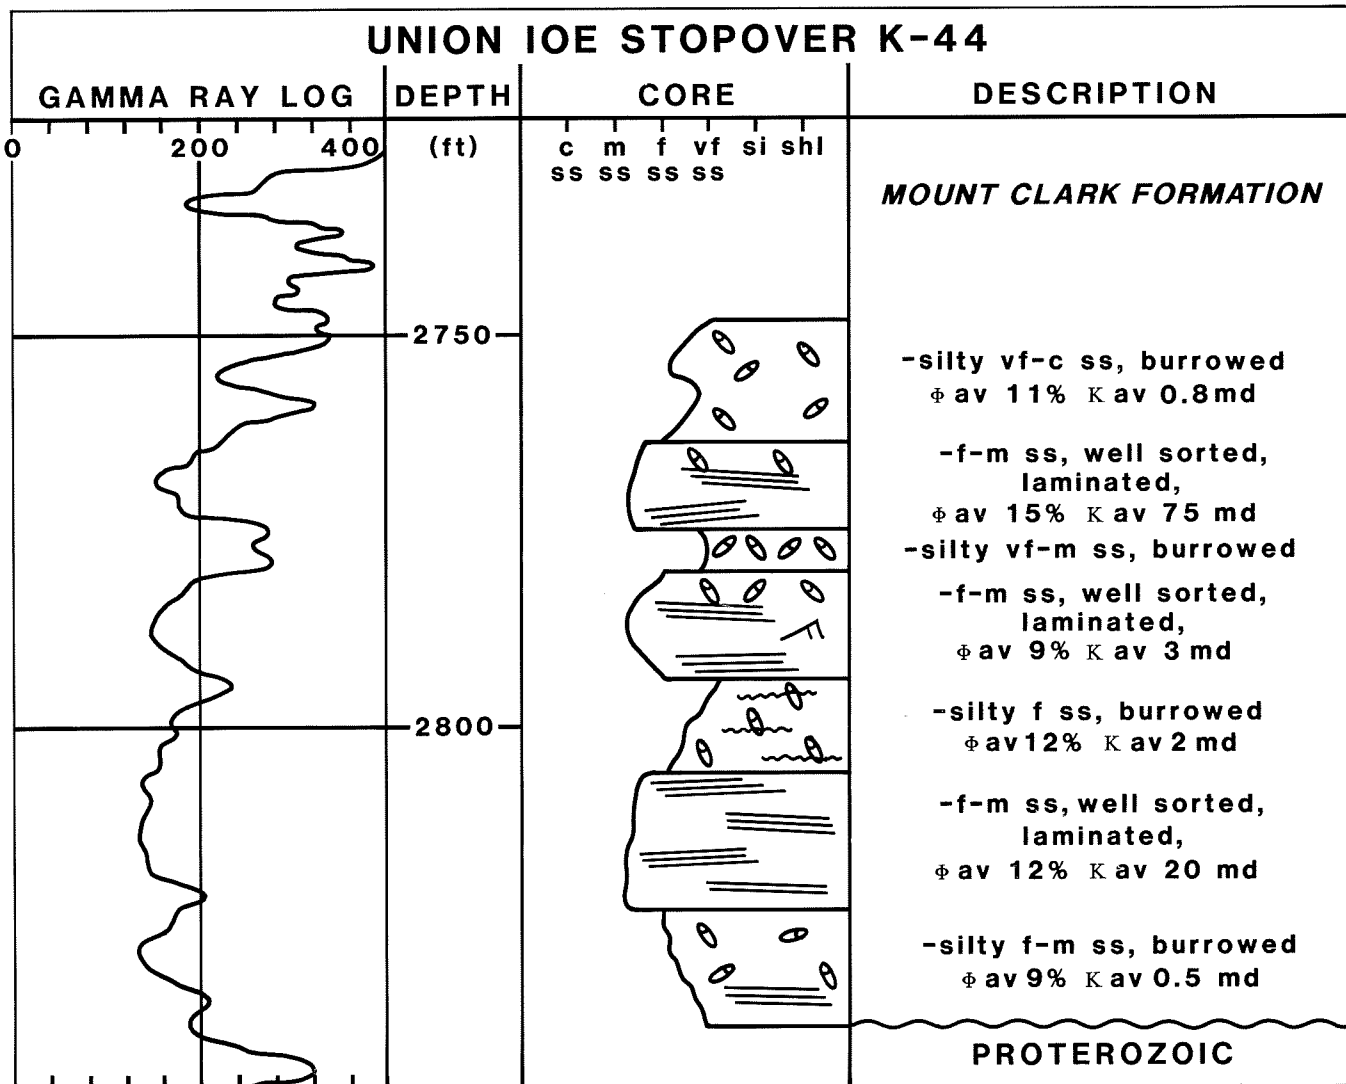 UNION IOE STOPOVER K-44
GAMMA RAY LOG DEPTH CORE DESCRIPTION
0 200 400 (ft) c m f vf si shl
ss ss ss ss
MOUNT CLARK FORMATION
2750
-silty vf-c ss, burrowed
Φ av 11% K av 0.8md
-f-m ss, well sorted,
laminated,
Φ av 15% K av 75 md
-silty vf-m ss, burrowed
-f-m ss, well sorted,
laminated,
Φ av 9% K av 3 md
-silty f ss, burrowed
2800
Φ av 12% K av 2 md
-f-m ss, well sorted,
laminated,
Φ av 12% K av 20 md
-silty f-m ss, burrowed
Φ av 9% K av 0.5 md
PROTEROZOIC